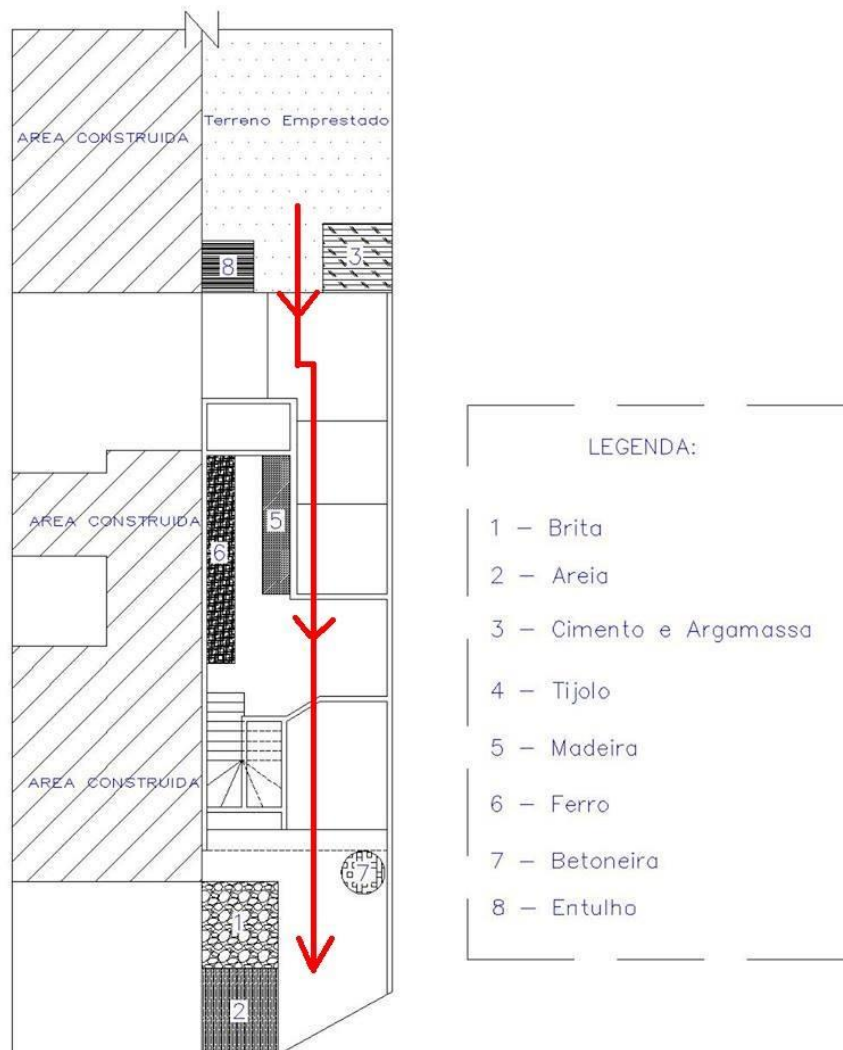 AREA CONSTRUIDA
Terreno Emprestado
8
3
AREA CONSTRUIDA
5
6
AREA CONSTRUIDA
7
1
2
LEGENDA:
1 – Brita
2 – Areia
3 – Cimento e Argamassa
4 – Tijolo
5 – Madeira
6 – Ferro
7 – Betoneira
8 – Entulho